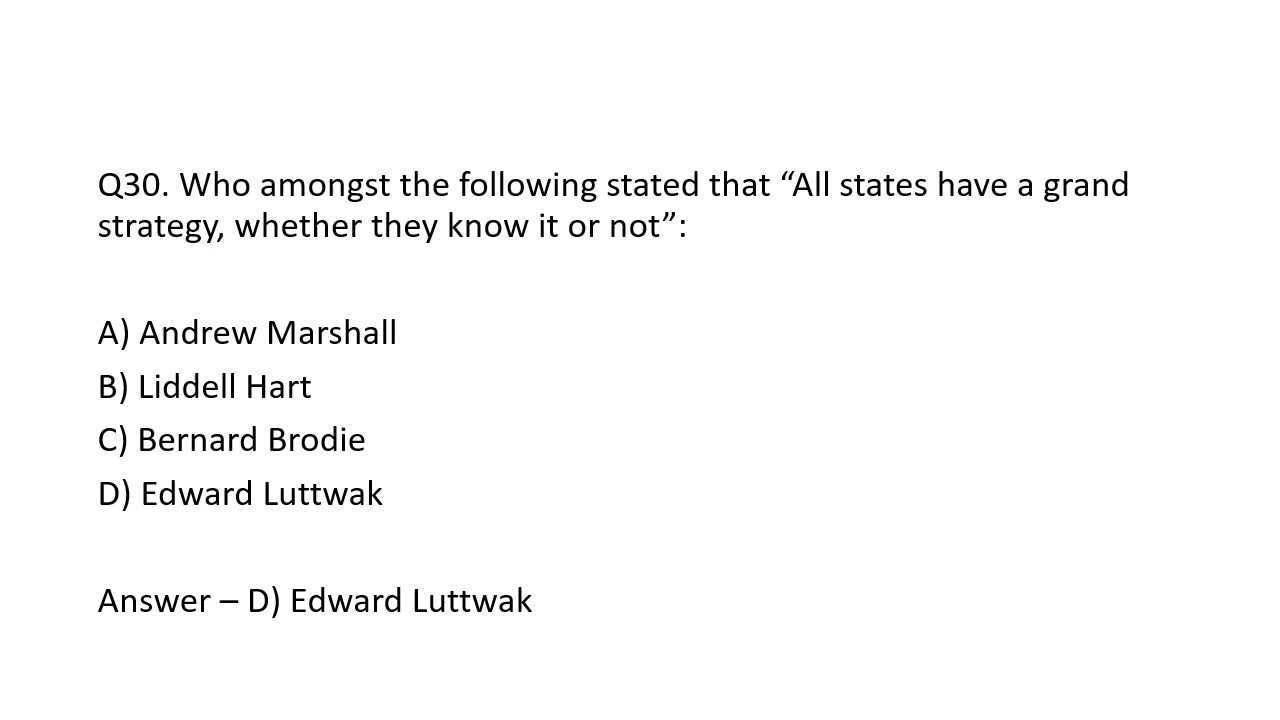 Q30. Who amongst the following stated that “All states have a grand
strategy, whether they know it or not”:
A) Andrew Marshall
B) Liddell Hart
C) Bernard Brodie
D) Edward Luttwak
Answer – D) Edward Luttwak